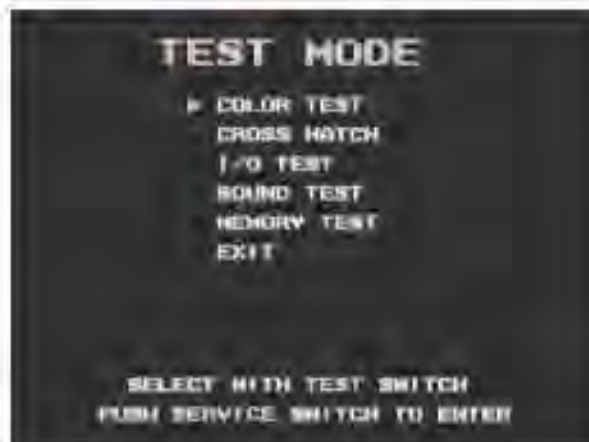 TEST MODE
COLOR TEST
CROSS HATCH
I/O TEST
SOUND TEST
MEMORY TEST
EXIT
SELECT WITH TEST SWITCH
PUSH SERVICE SWITCH TO ENTER